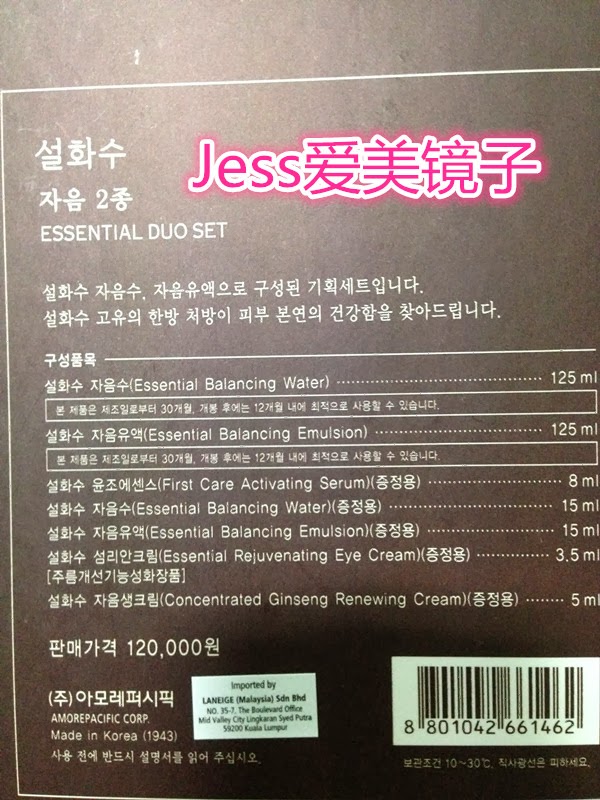 설화수
Jess爱美镜子
자음 2종
ESSENTIAL DUO SET
설화수 자음수, 자음유액으로 구성된 기획세트입니다.
설화수 고유의 한방 처방이 피부 본연의 건강함을 찾아드립니다.
구성품목
설화수 자음수(Essential Balancing Water) 125 ml
본 제품은 제조일로부터 30개월, 개봉 후에는 12개월 내에 최적으로 사용할 수 있습니다.
설화수 자음유액(Essential Balancing Emulsion) 125 ml
본 제품은 제조일로부터 30개월, 개봉 후에는 12개월 내에 최적으로 사용할 수 있습니다.
설화수 윤조에센스(First Care Activating Serum)(증정용) 8 ml
설화수 자음수(Essential Balancing Water)(증정용) 15 ml
설화수 자음유액(Essential Balancing Emulsion)(증정용) 15 ml
설화수 섬리안크림(Essential Rejuvenating Eye Cream)(증정용) 3.5 ml
[주름개선기능성화장품]
설화수 자음생크림(Concentrated Ginseng Renewing Cream)(증정용) 5 ml
판매가격 120,000원
(주)아모레퍼시픽
AMOREPACIFIC CORP.
Made in Korea (1943)
사용 전에 반드시 설명서를 읽어 주십시오.
Imported by
LANEIGE (Malaysia) Sdn Bhd
NO. 35-7, The Boulevard Office
Mid Valley City Lingkaran Syed Putra
59200 Kuala Lumpur
8 801042 661462
보관조건 10~30℃, 직사광선은 피하세요.